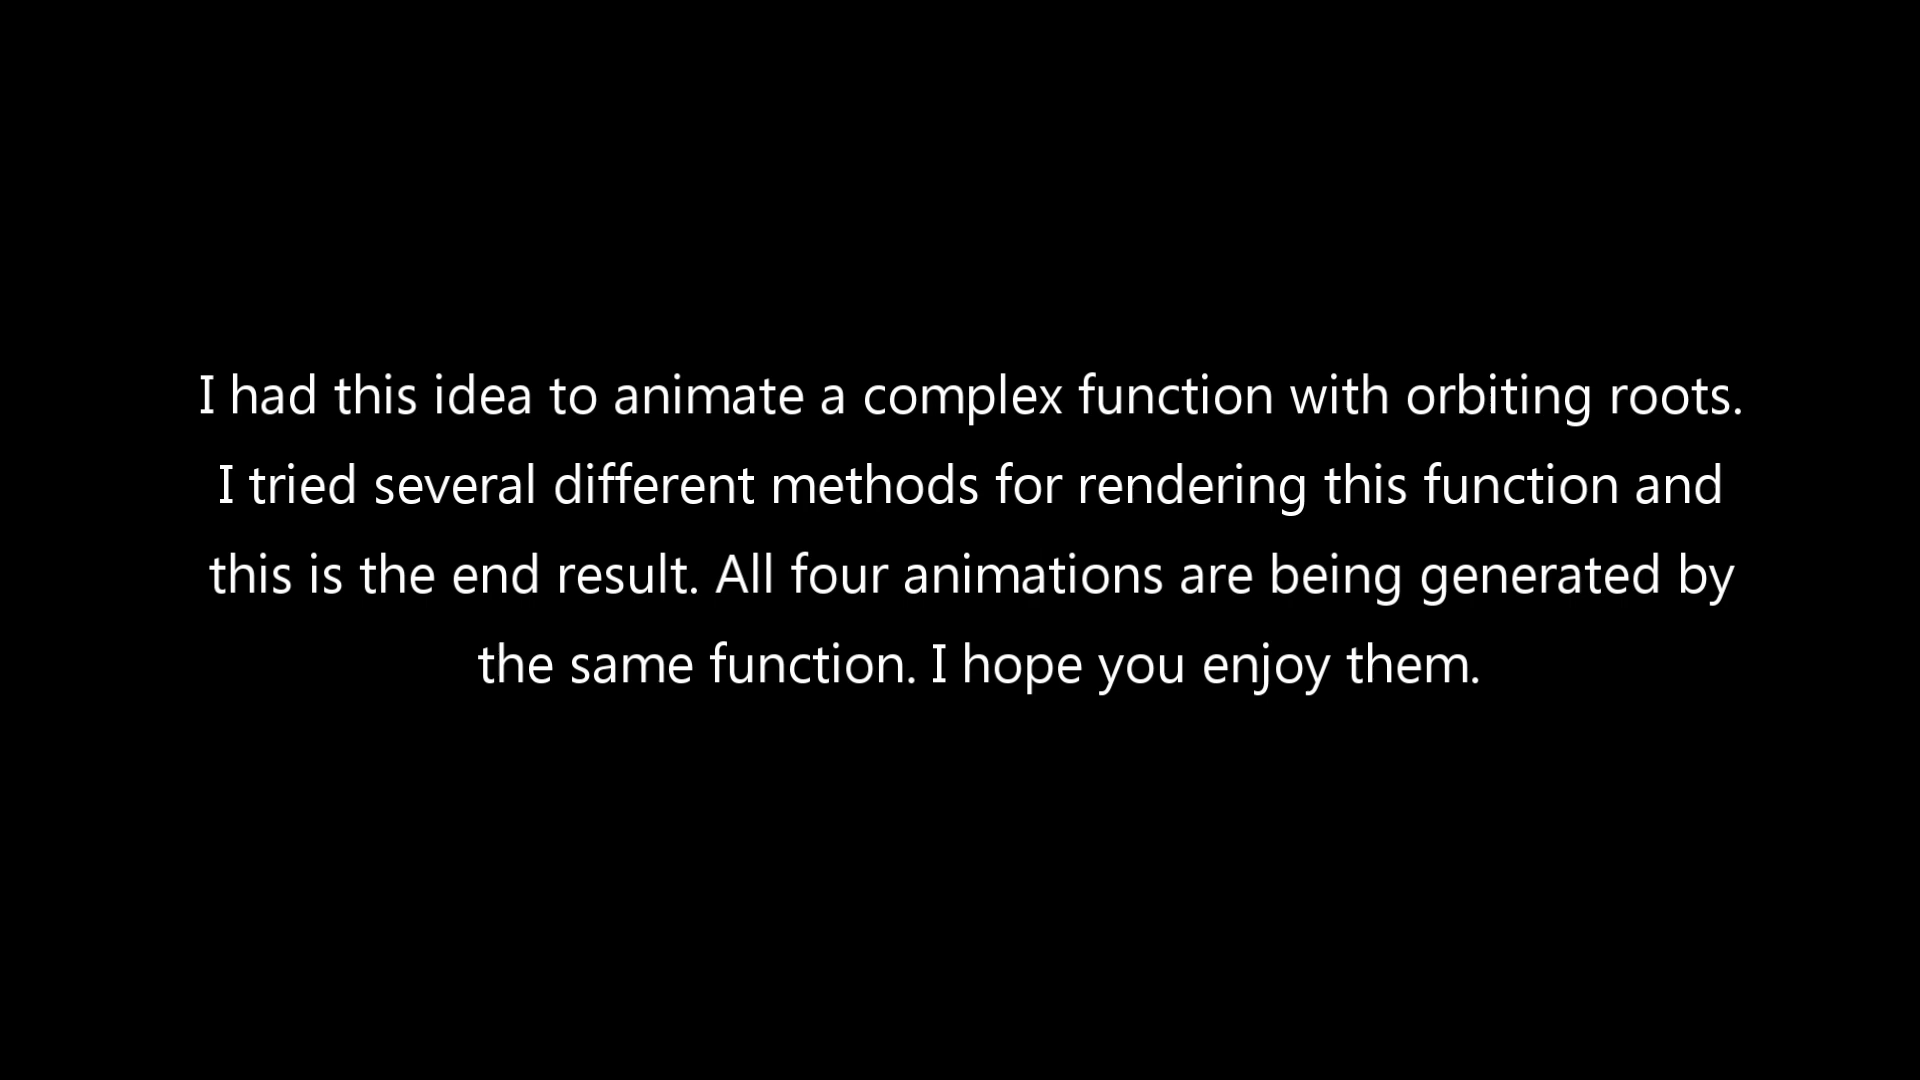 I had this idea to animate a complex function with orbiting roots.
I tried several different methods for rendering this function and
this is the end result. All four animations are being generated by
the same function. I hope you enjoy them.